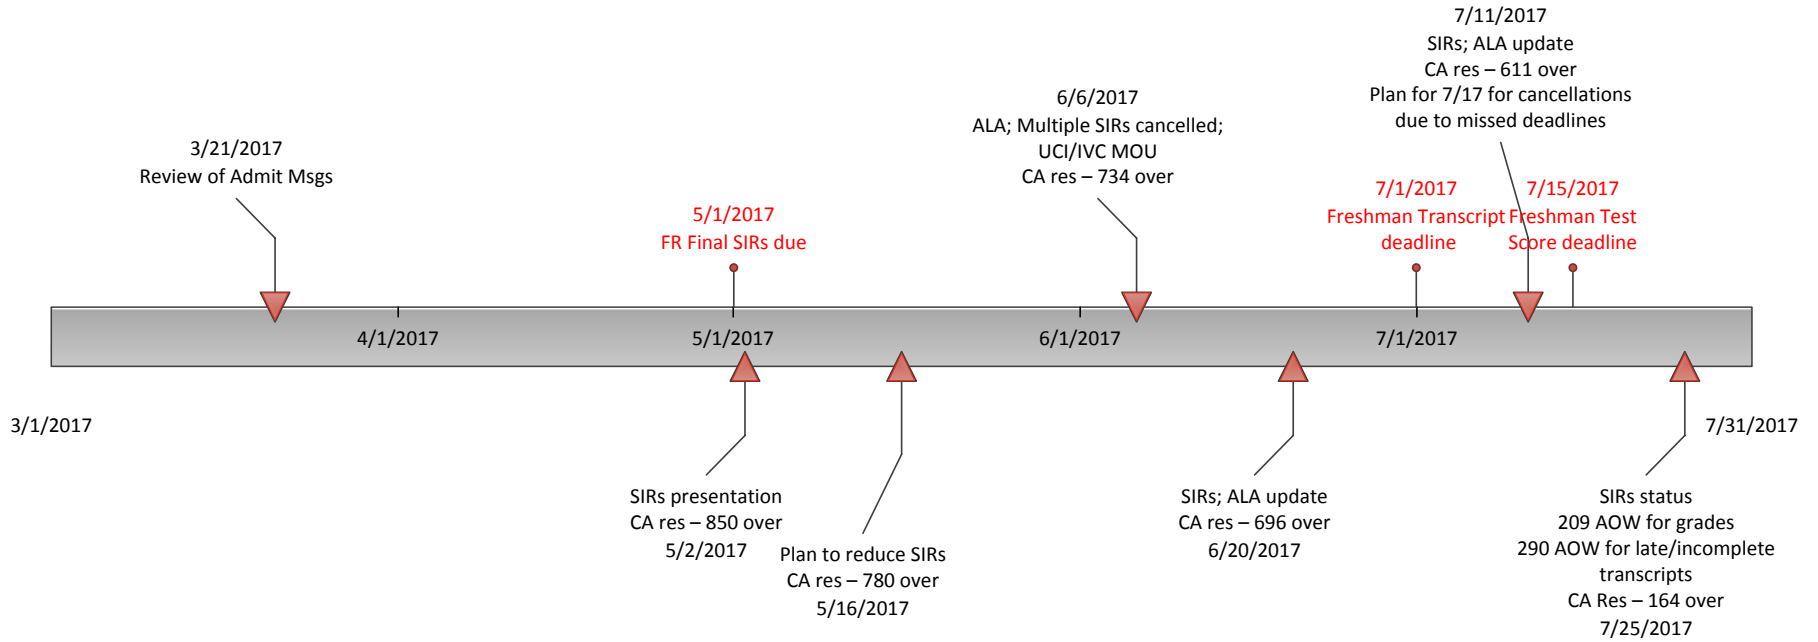 7/11/2017
SIRs; ALA update
CA res – 611 over
Plan for 7/17 for cancellations
due to missed deadlines
6/6/2017
ALA; Multiple SIRs cancelled;
UCI/IVC MOU
CA res – 734 over
3/21/2017
Review of Admit Msgs
5/1/2017
FR Final SIRs due
7/1/2017
Freshman Transcript
deadline
7/15/2017
Freshman Test
Score deadline
4/1/2017
5/1/2017
6/1/2017
7/1/2017
3/1/2017
7/31/2017
SIRs presentation
CA res – 850 over
5/2/2017
Plan to reduce SIRs
CA res – 780 over
5/16/2017
SIRs; ALA update
CA res – 696 over
6/20/2017
SIRs status
209 AOW for grades
290 AOW for late/incomplete
transcripts
CA Res – 164 over
7/25/2017